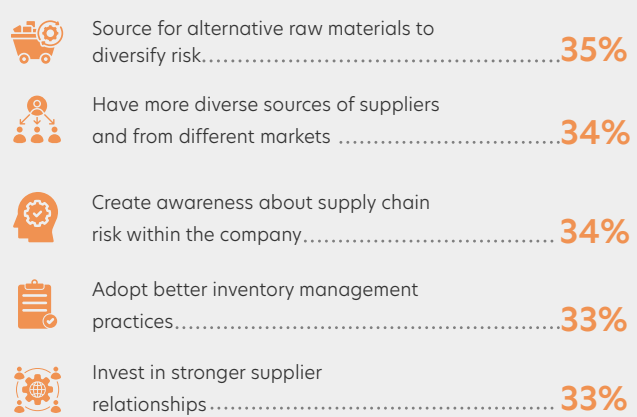 Source for alternative raw materials to
diversify risk..................................................35%
Have more diverse sources of suppliers
and from different markets ................................34%
Create awareness about supply chain
risk within the company.................................... 34%
Adopt better inventory management
practices.......................................................33%
Invest in stronger supplier
relationships..................................................33%